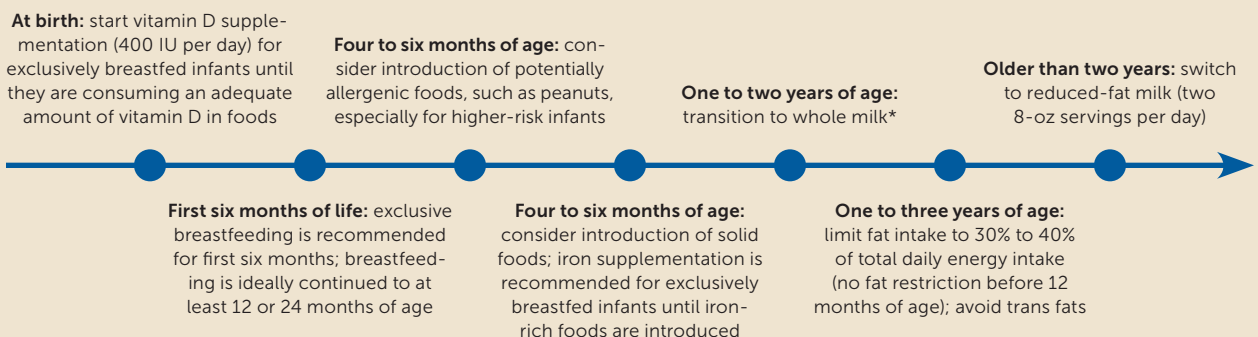 At birth: start vitamin D supple-
mentation (400 IU per day) for
exclusively breastfed infants until
they are consuming an adequate
amount of vitamin D in foods
First six months of life: exclusive
breastfeeding is recommended
for first six months; breastfeed-
ing is ideally continued to at
least 12 or 24 months of age
Four to six months of age: con-
sider introduction of potentially
allergenic foods, such as peanuts,
especially for higher-risk infants
Four to six months of age:
consider introduction of solid
foods; iron supplementation is
recommended for exclusively
breastfed infants until iron-
rich foods are introduced
One to two years of age:
transition to whole milk*
One to three years of age:
limit fat intake to 30% to 40%
of total daily energy intake
(no fat restriction before 12
months of age); avoid trans fats
Older than two years: switch
to reduced-fat milk (two
8-oz servings per day)